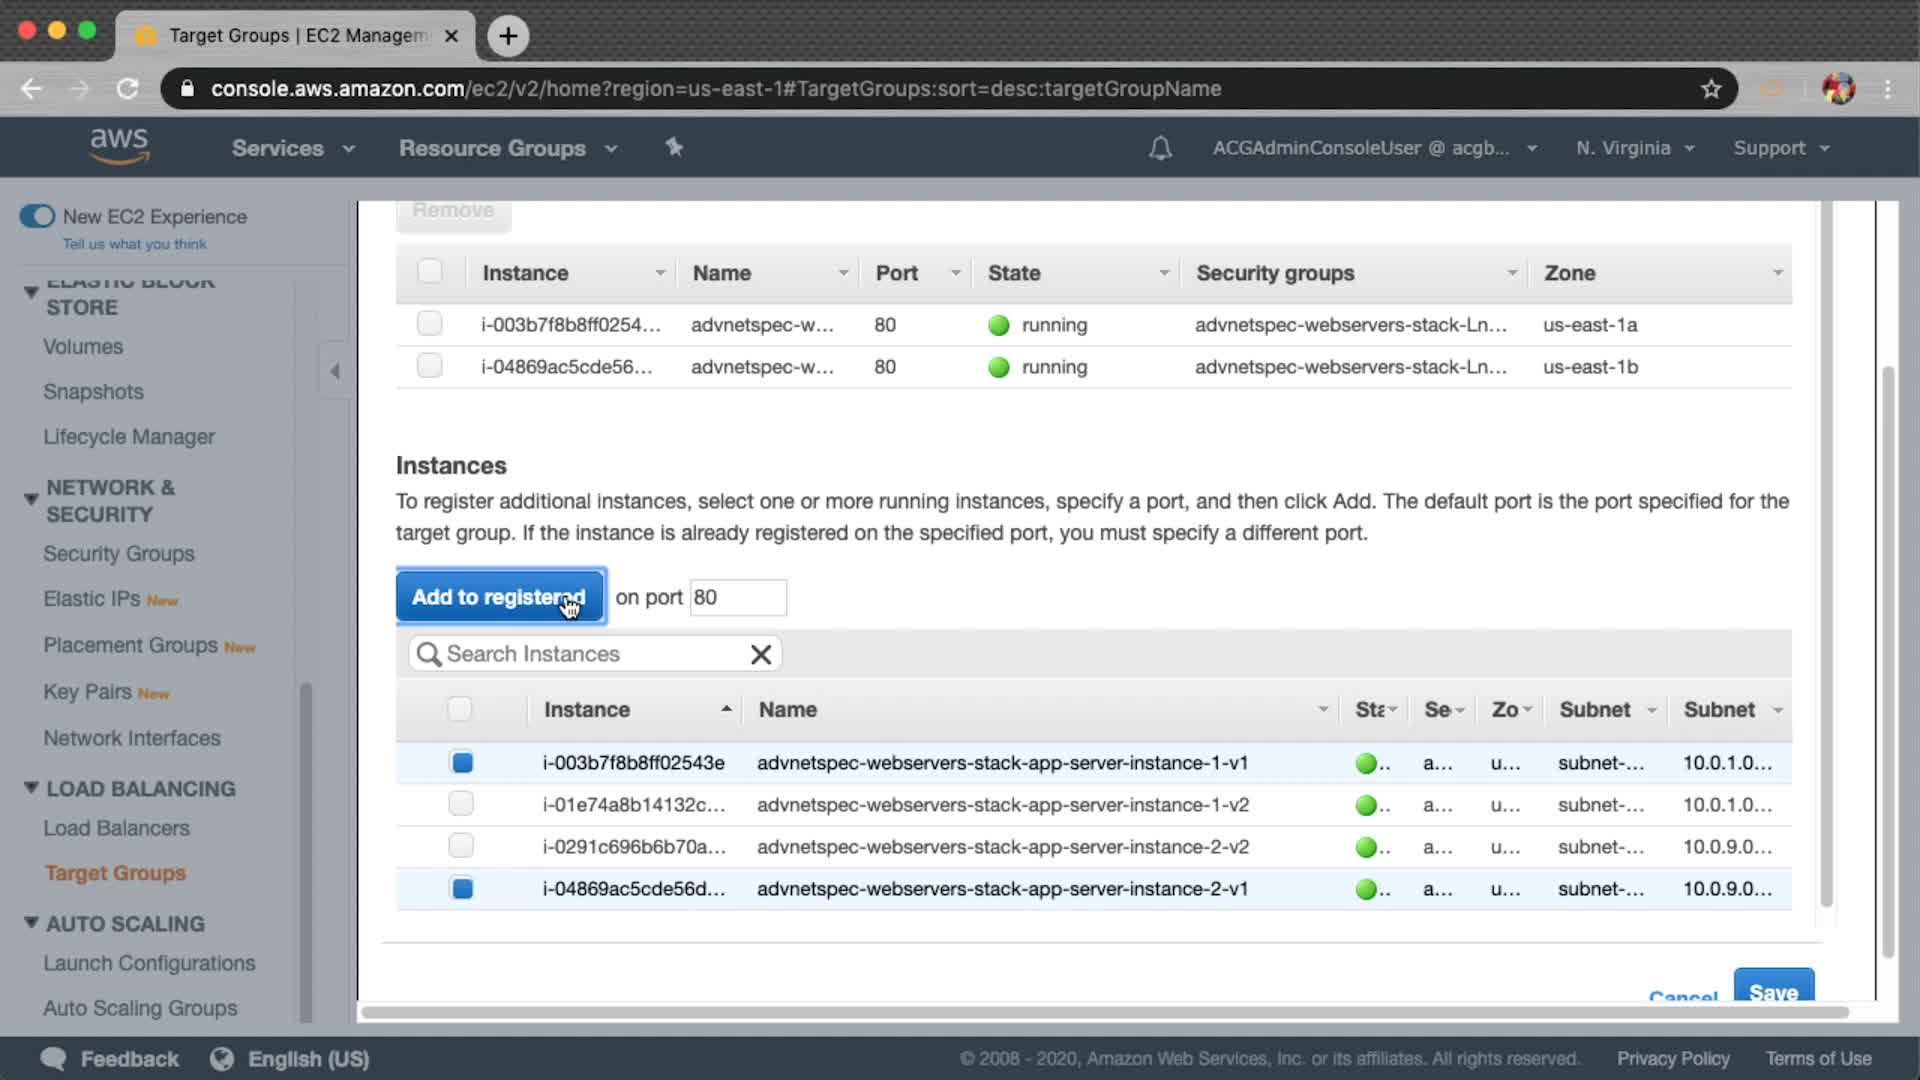 Target Groups | EC2 Managem
console.aws.amazon.com/ec2/v2/home?region=us-east-1#TargetGroups:sort=desc:targetGroupName
aws
Services
Resource Groups
ACGAdminConsoleUser @ acgb...
N. Virginia
Support
New EC2 Experience
Tell us what you think
ELASTIC BLOCK
STORE
Volumes
Snapshots
Lifecycle Manager
NETWORK &
SECURITY
Security Groups
Elastic IPs New
Placement Groups New
Key Pairs New
Network Interfaces
LOAD BALANCING
Load Balancers
Target Groups
AUTO SCALING
Launch Configurations
Auto Scaling Groups
Remove
Instance Name Port State Security groups Zone
i-003b7f8b8ff0254... advnetspec-w... 80 running advnetspec-webservers-stack-Ln... us-east-1a
i-04869ac5cde56... advnetspec-w... 80 running advnetspec-webservers-stack-Ln... us-east-1b
Instances
To register additional instances, select one or more running instances, specify a port, and then click Add. The default port is the port specified for the
target group. If the instance is already registered on the specified port, you must specify a different port.
Add to registered on port 80
Search Instances
Instance Name Sta Se Zo Subnet Subnet
i-003b7f8b8ff02543e advnetspec-webservers-stack-app-server-instance-1-v1 .. a... u... subnet-... 10.0.1.0...
i-01e74a8b14132c... advnetspec-webservers-stack-app-server-instance-1-v2 .. a... u... subnet-... 10.0.1.0...
i-0291c696b6b70a... advnetspec-webservers-stack-app-server-instance-2-v2 .. a... u... subnet-... 10.0.9.0...
i-04869ac5cde56d... advnetspec-webservers-stack-app-server-instance-2-v1 .. a... u... subnet-... 10.0.9.0...
Cancel Save
Feedback English (US)
© 2008 - 2020, Amazon Web Services, Inc. or its affiliates. All rights reserved. Privacy Policy Terms of Use